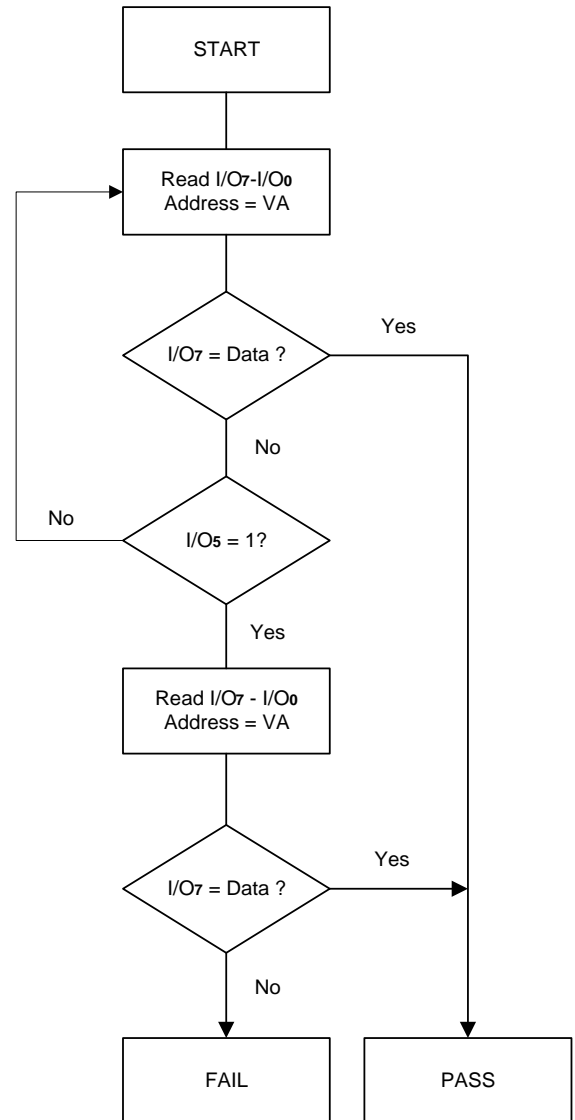 START
Read I/O7-I/O0
Address = VA
I/O7 = Data ?
Yes
No
No
I/O5 = 1?
Yes
Read I/O7 - I/O0
Address = VA
I/O7 = Data ?
Yes
No
FAIL
PASS